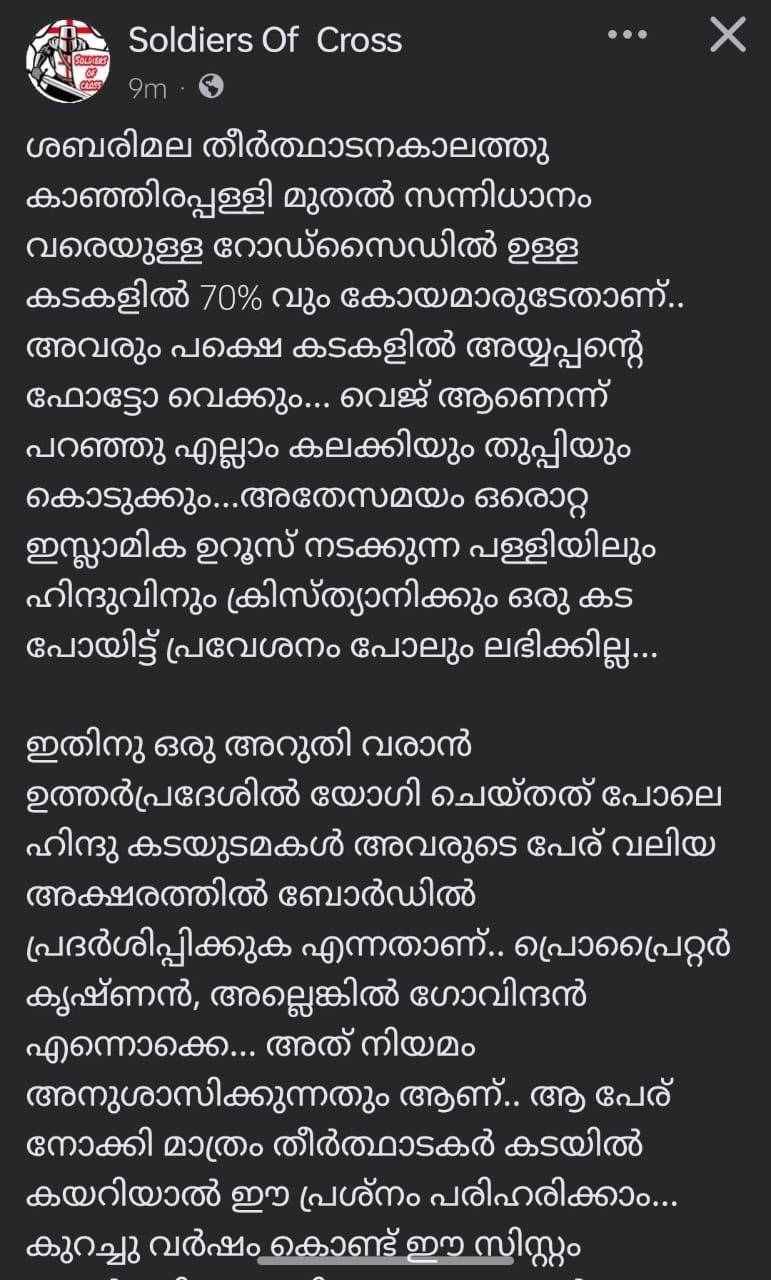 Soldiers Of Cross
9m
SOLDIERS
OF
CROSS
ശബരിമല തീർത്ഥാടനകാലത്തു
കാഞ്ഞിരപ്പള്ളി മുതൽ സന്നിധാനം
വരെയുള്ള റോഡ്സൈഡിൽ ഉള്ള
കടകളിൽ 70% വും കോയമാരുടേതാണ്..
അവരും പക്ഷെ കടകളിൽ അയ്യപ്പന്റെ
ഫോട്ടോ വെക്കും... വെജ് ആണെന്ന്
പറഞ്ഞു എല്ലാം കലക്കിയും തുപ്പിയും
കൊടുക്കും...അതേസമയം ഒരൊറ്റ
ഇസ്ലാമിക ഉറൂസ് നടക്കുന്ന പള്ളിയിലും
ഹിന്ദുവിനും ക്രിസ്ത്യാനിക്കും ഒരു കട
പോയിട്ട് പ്രവേശനം പോലും ലഭിക്കില്ല...
ഇതിനു ഒരു അറുതി വരാൻ
ഉത്തർപ്രദേശിൽ യോഗി ചെയ്തത് പോലെ
ഹിന്ദു കടയുടമകൾ അവരുടെ പേര് വലിയ
അക്ഷരത്തിൽ ബോർഡിൽ
പ്രദർശിപ്പിക്കുക എന്നതാണ്.. പ്രൊപ്രൈറ്റർ
കൃഷ്ണൻ, അല്ലെങ്കിൽ ഗോവിന്ദൻ
എന്നൊക്കെ... അത് നിയമം
അനുശാസിക്കുന്നതും ആണ്.. ആ പേര്
നോക്കി മാത്രം തീർത്ഥാടകർ കടയിൽ
കയറിയാൽ ഈ പ്രശ്നം പരിഹരിക്കാം...
കുറച്ചു വർഷം കൊണ്ട് ഈ സിസ്റ്റം